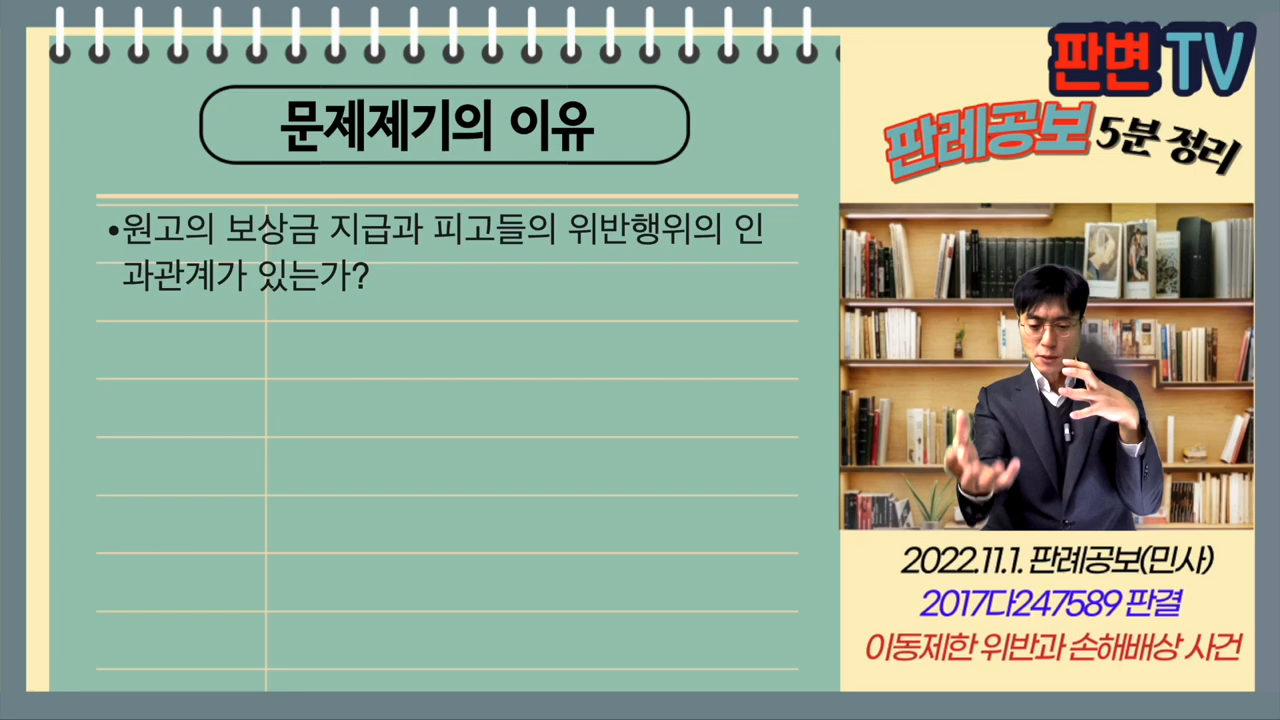 문제제기의 이유
•원고의 보상금 지급과 피고들의 위반행위의 인
과관계가 있는가?
판변 TV
판례공보 5분 정리
2022.11.1. 판례공보(민사)
2017다247589 판결
이동제한 위반과 손해배상 사건